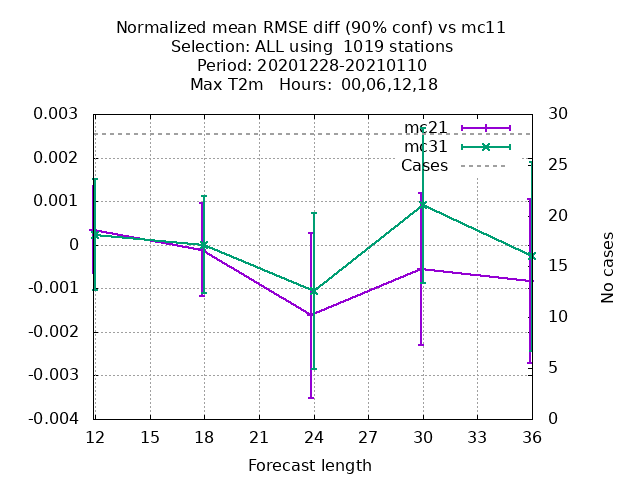 Normalized mean RMSE diff (90% conf) vs mc11
Selection: ALL using  1019 stations
Period: 20201228-20210110
Max T2m   Hours:  00,06,12,18
mc21
mc31
Cases
0.003
0.002
0.001
0
-0.001
-0.002
-0.003
-0.004
30
25
20
15
10
5
0
No cases
12 15 18 21 24 27 30 33 36
Forecast length